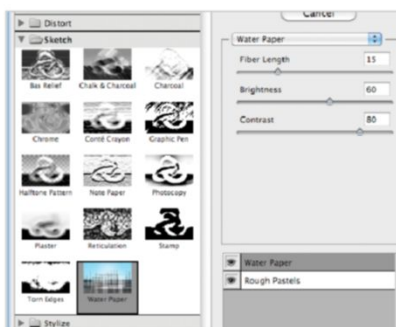 Distort
Sketch
Bas Relief
Chalk & Charcoal
Charcoal
Chrome
Conté Crayon
Graphic Pen
Halftone Pattern
Note Paper
Photocopy
Plaster
Reticulation
Stamp
Torn Edges
Water Paper
Stylize
Cancel
Water Paper
Fiber Length 15
Brightness 60
Contrast 80
Water Paper
Rough Pastels